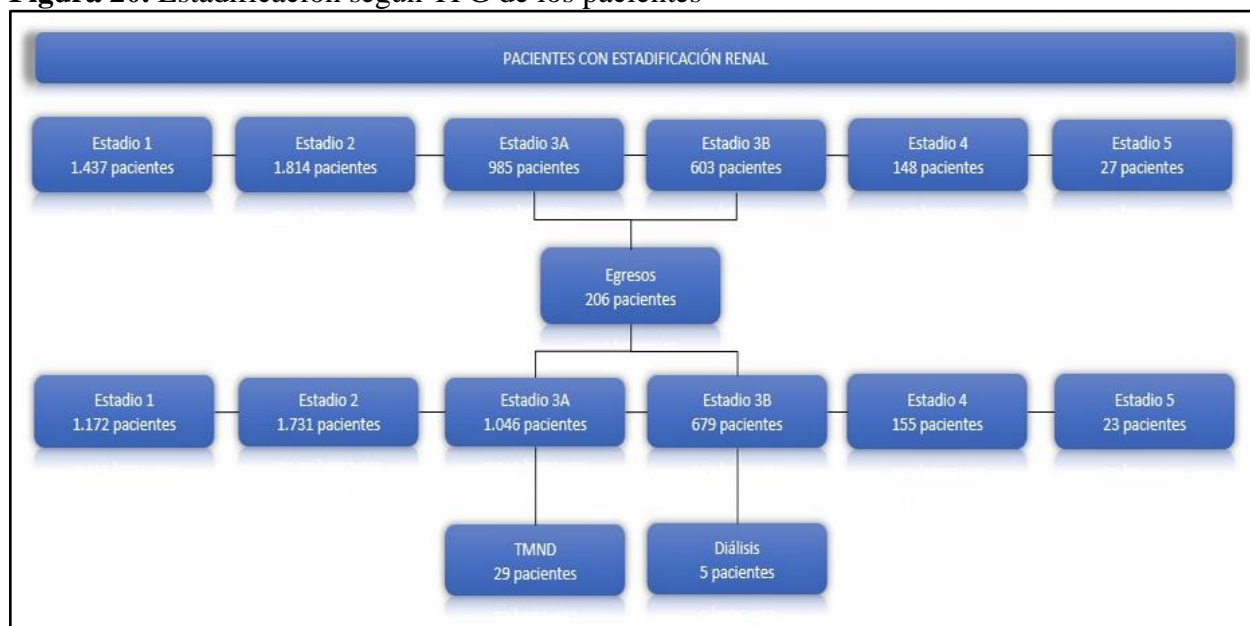 Figura 20. Estadificación según TFG de los pacientes
PACIENTES CON ESTADIFICACIÓN RENAL
Estadio 1
1.437 pacientes
Estadio 2
1.814 pacientes
Estadio 3A
985 pacientes
Estadio 3B
603 pacientes
Estadio 4
148 pacientes
Estadio 5
27 pacientes
Egresos
206 pacientes
Estadio 1
1.172 pacientes
Estadio 2
1.731 pacientes
Estadio 3A
1.046 pacientes
Estadio 3B
679 pacientes
Estadio 4
155 pacientes
Estadio 5
23 pacientes
TMND
29 pacientes
Diálisis
5 pacientes